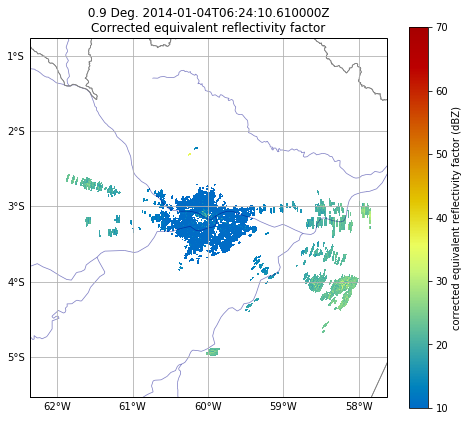 0.9 Deg. 2014-01-04T06:24:10.610000Z
Corrected equivalent reflectivity factor
1°S
2°S
3°S
4°S
5°S
62°W 61°W 60°W 59°W 58°W
70
60
50
40
30
20
10
corrected equivalent reflectivity factor (dBZ)